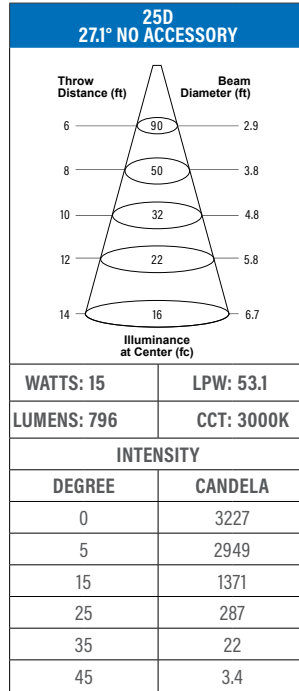 25D
27.1° NO ACCESSORY
Throw Beam
Distance (ft) Diameter (ft)
6 90 2.9
8 50 3.8
10 32 4.8
12 22 5.8
14 16 6.7
Illuminance
at Center (fc)
WATTS: 15 LPW: 53.1
LUMENS: 796 CCT: 3000K
INTENSITY
DEGREE CANDELA
0 3227
5 2949
15 1371
25 287
35 22
45 3.4